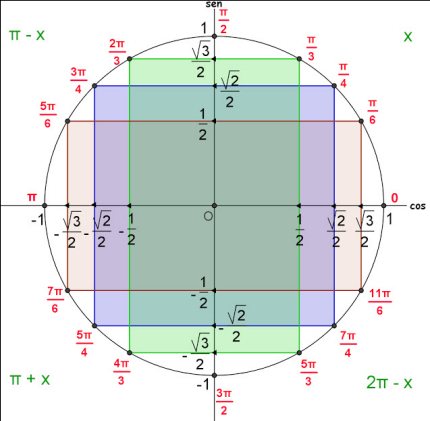 sen
π - x
π/2
x
1
2π/3
√3/2
π/3
3π/4
√2/2
π/4
5π/6
1/2
π/6
π
0
cos
-1
-√3/2
-√2/2
-1/2
O
1/2
√2/2
√3/2
1
7π/6
-1/2
11π/6
5π/4
-√2/2
7π/4
4π/3
-√3/2
5π/3
π + x
-1
2π - x
3π/2